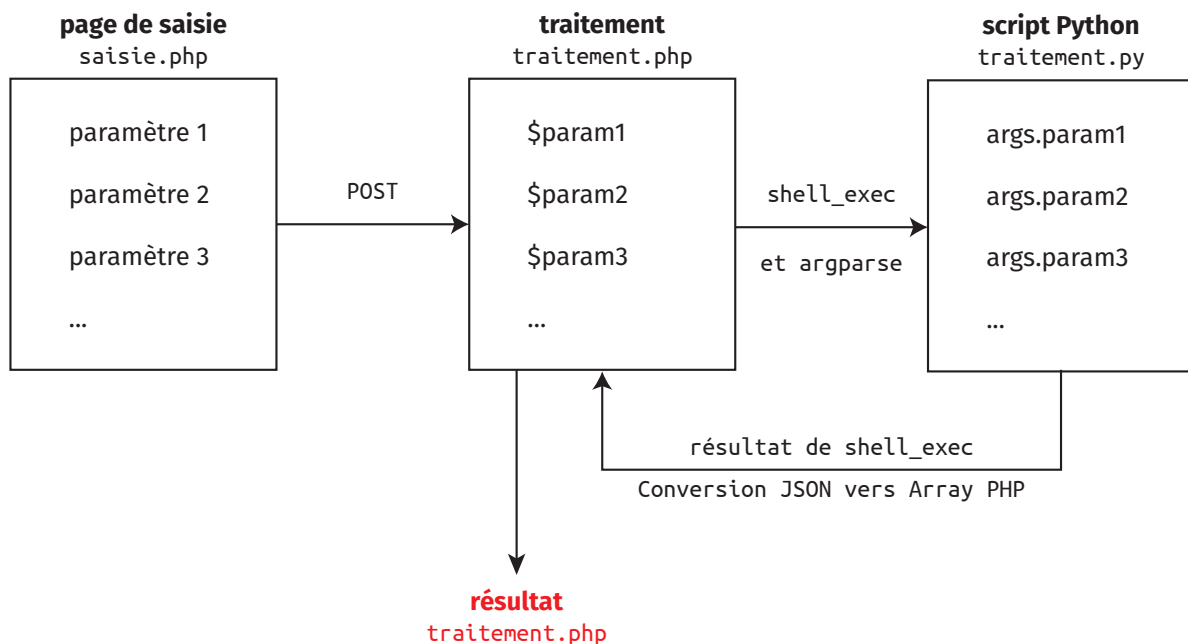 page de saisie
saisie.php
paramètre 1
paramètre 2
paramètre 3
...
POST
traitement
traitement.php
$param1
$param2
$param3
...
shell_exec
et argparse
script Python
traitement.py
args.param1
args.param2
args.param3
...
résultat de shell_exec
Conversion JSON vers Array PHP
résultat
traitement.php